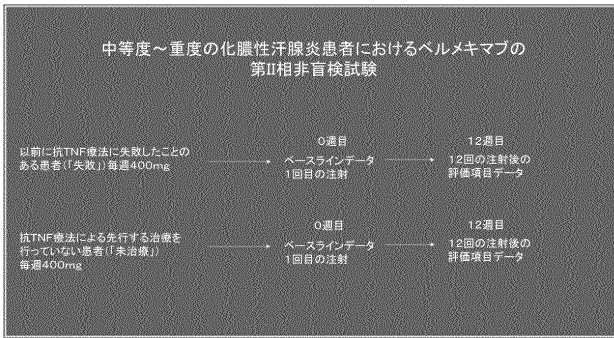 中等度～重度の化膿性汗腺炎患者におけるベルメキマブの
第II相非盲検試験
以前に抗TNF療法に失敗したことの
ある患者(「失敗」)毎週400mg
0週目
ベースラインデータ
1回目の注射
12週目
12回の注射後の
評価項目データ
抗TNF療法による先行する治療を
行っていない患者(「未治療」)
毎週400mg
0週目
ベースラインデータ
1回目の注射
12週目
12回の注射後の
評価項目データ